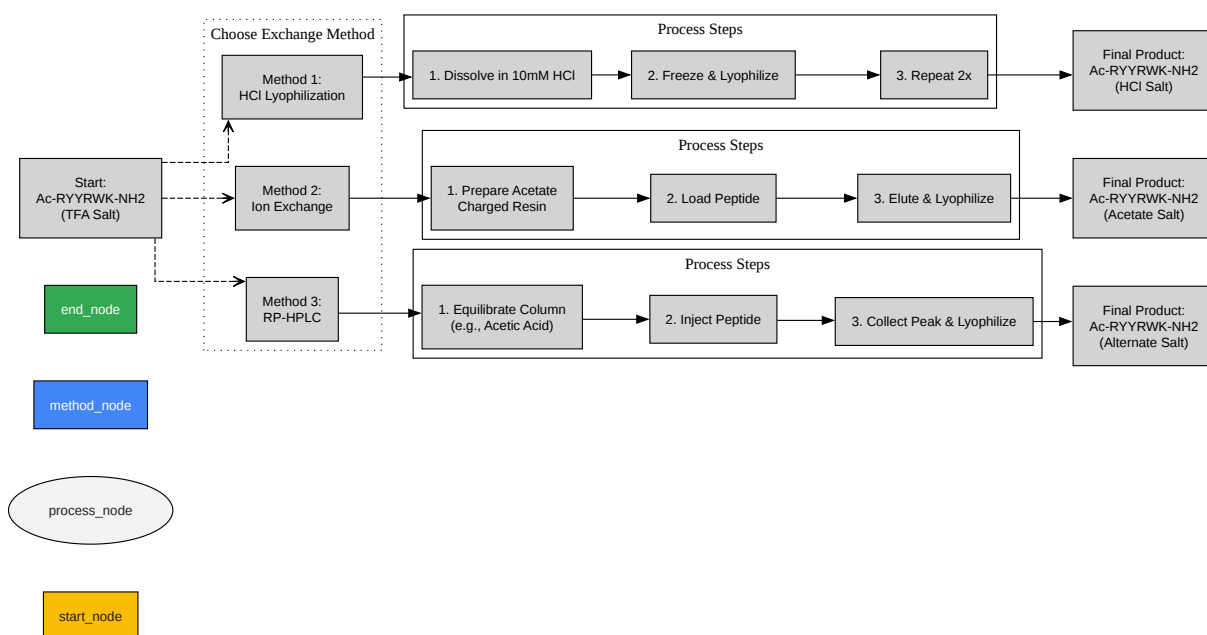 Choose Exchange Method
Process Steps
Method 1:
HCl Lyophilization
1. Dissolve in 10mM HCl
2. Freeze & Lyophilize
3. Repeat 2x
Final Product:
Ac-RYYRWK-NH2
(HCl Salt)
Start:
Ac-RYYRWK-NH2
(TFA Salt)
Method 2:
Ion Exchange
Process Steps
1. Prepare Acetate
Charged Resin
2. Load Peptide
3. Elute & Lyophilize
Final Product:
Ac-RYYRWK-NH2
(Acetate Salt)
Method 3:
RP-HPLC
Process Steps
1. Equilibrate Column
(e.g., Acetic Acid)
2. Inject Peptide
3. Collect Peak & Lyophilize
Final Product:
Ac-RYYRWK-NH2
(Alternate Salt)
end_node
method_node
process_node
start_node